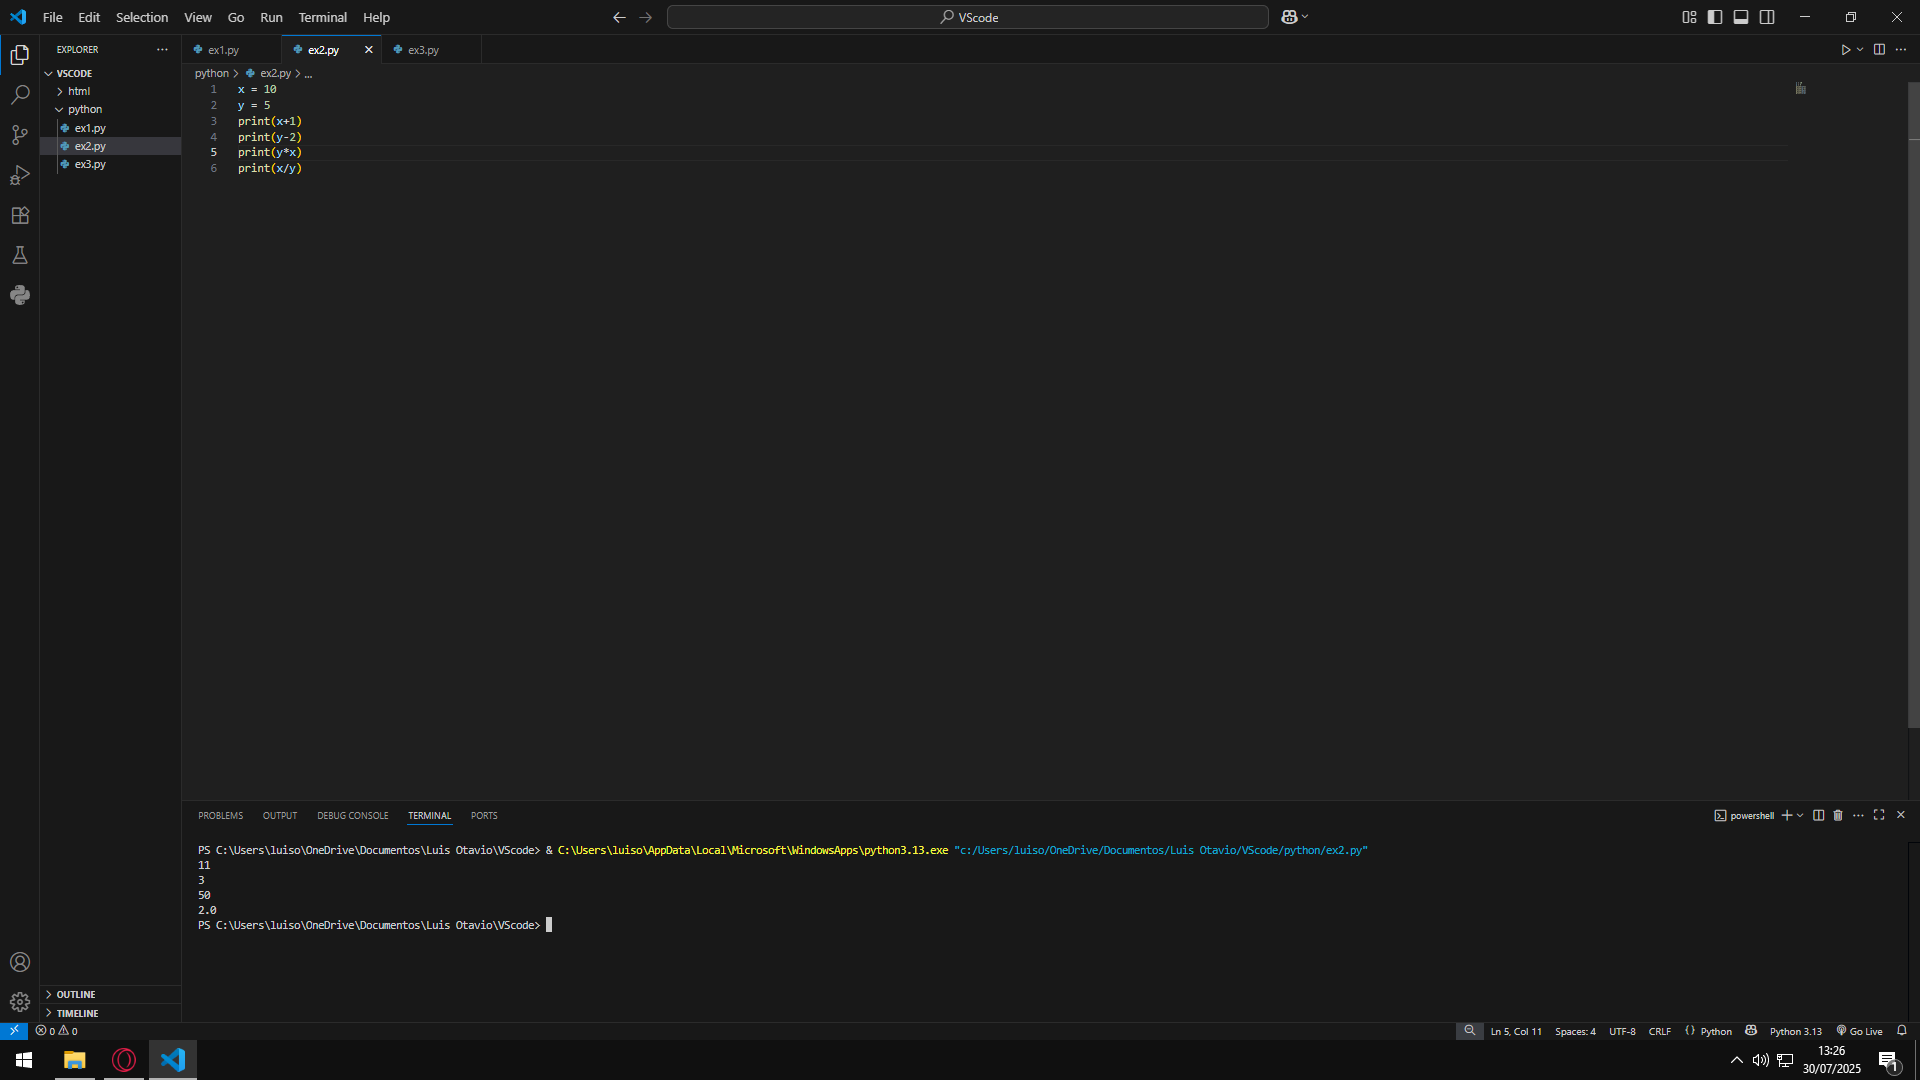 File Edit Selection View Go Run Terminal Help
VScode
EXPLORER
ex1.py
ex2.py
ex3.py
VSCODE
html
python
ex1.py
ex2.py
ex3.py
python > ex2.py > ...
1 x = 10
2 y = 5
3 print(x+1)
4 print(y-2)
5 print(y*x)
6 print(x/y)
PROBLEMS OUTPUT DEBUG CONSOLE TERMINAL PORTS
powershell
PS C:\Users\luiso\OneDrive\Documentos\Luis Otavio\VScode> & C:\Users\luiso\AppData\Local\Microsoft\WindowsApps\python3.13.exe "c:/Users/luiso/OneDrive/Documentos/Luis Otavio/VScode/python/ex2.py"
11
3
50
2.0
PS C:\Users\luiso\OneDrive\Documentos\Luis Otavio\VScode>
OUTLINE
TIMELINE
0 0
Ln 5, Col 11 Spaces: 4 UTF-8 CRLF {} Python Python 3.13 Go Live
13:26
30/07/2025
1